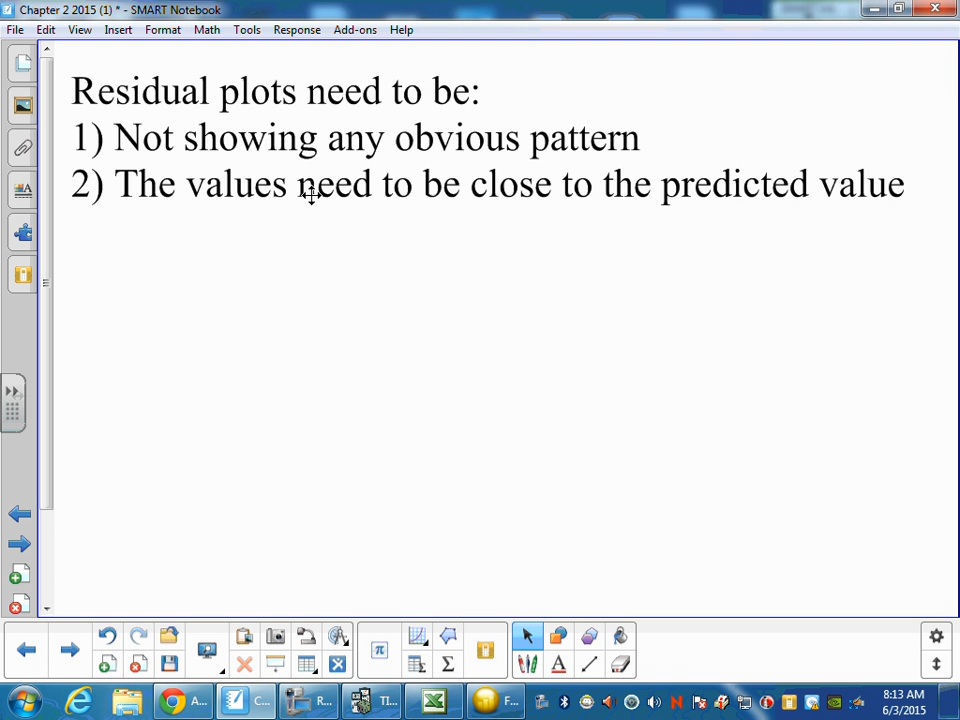 Chapter 2 2015 (1) * - SMART Notebook
File Edit View Insert Format Math Tools Response Add-ons Help
Residual plots need to be:
1) Not showing any obvious pattern
2) The values need to be close to the predicted value
A...
C...
R...
TI...
F...
8:13 AM
6/3/2015